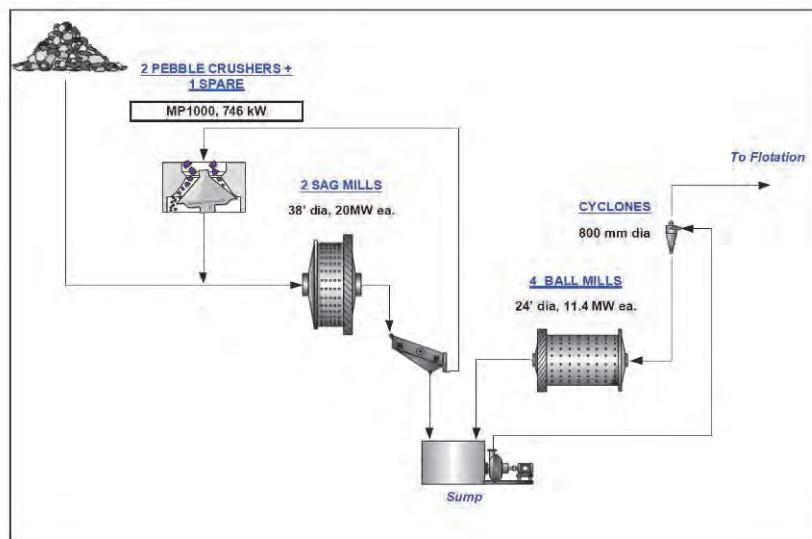 2 PEBBLE CRUSHERS +
1 SPARE
MP1000, 746 kW
To Flotation
2 SAG MILLS
38' dia, 20MW ea.
CYCLONES
800 mm dia
4 BALL MILLS
24' dia, 11.4 MW ea.
Sump